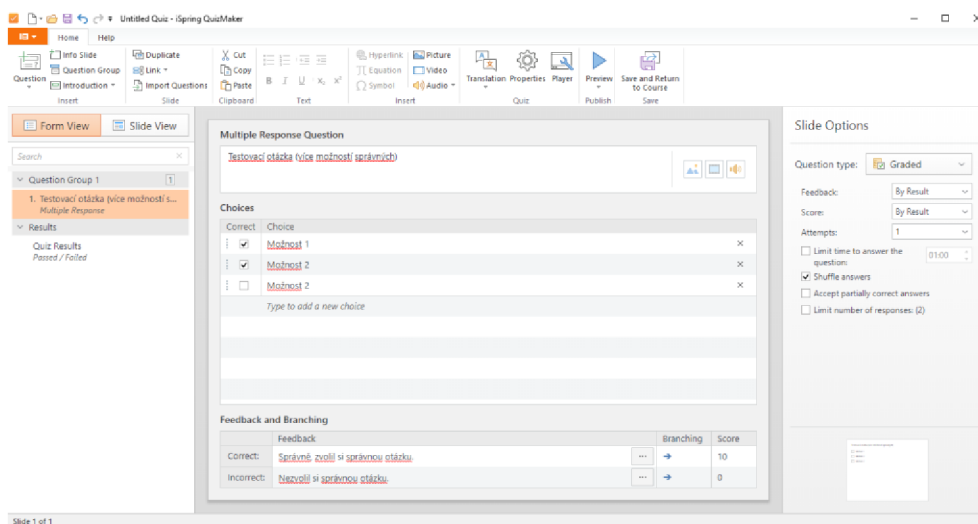 Untitled Quiz - iSpring QuizMaker
Home Help
Question
Info Slide
Question Group
Introduction
Insert
Duplicate
Link
Import Questions
Slide
Cut
Copy
Paste
Clipboard
B I U x₂ x²
Text
Hyperlink Picture
Equation Video
Symbol Audio
Insert
Translation Properties Player
Quiz
Preview
Publish
Save and Return
to Course
Save
Form View Slide View
Search
Question Group 1 1
1. Testovací otázka (více možností s...
Multiple Response
Results
Quiz Results
Passed / Failed
Multiple Response Question
Testovací otázka (více možností správných)
Choices
Correct Choice
Možnost 1
Možnost 2
Možnost 2
Type to add a new choice
Feedback and Branching
Feedback Branching Score
Correct: Správně zvolil si správnou otázku. ... 10
Incorrect: Nezvolil si správnou otázku. ... 0
Slide Options
Question type: Graded
Feedback: By Result
Score: By Result
Attempts: 1
Limit time to answer the
question: 01:00
Shuffle answers
Accept partially correct answers
Limit number of responses: (2)
Slide 1 of 1